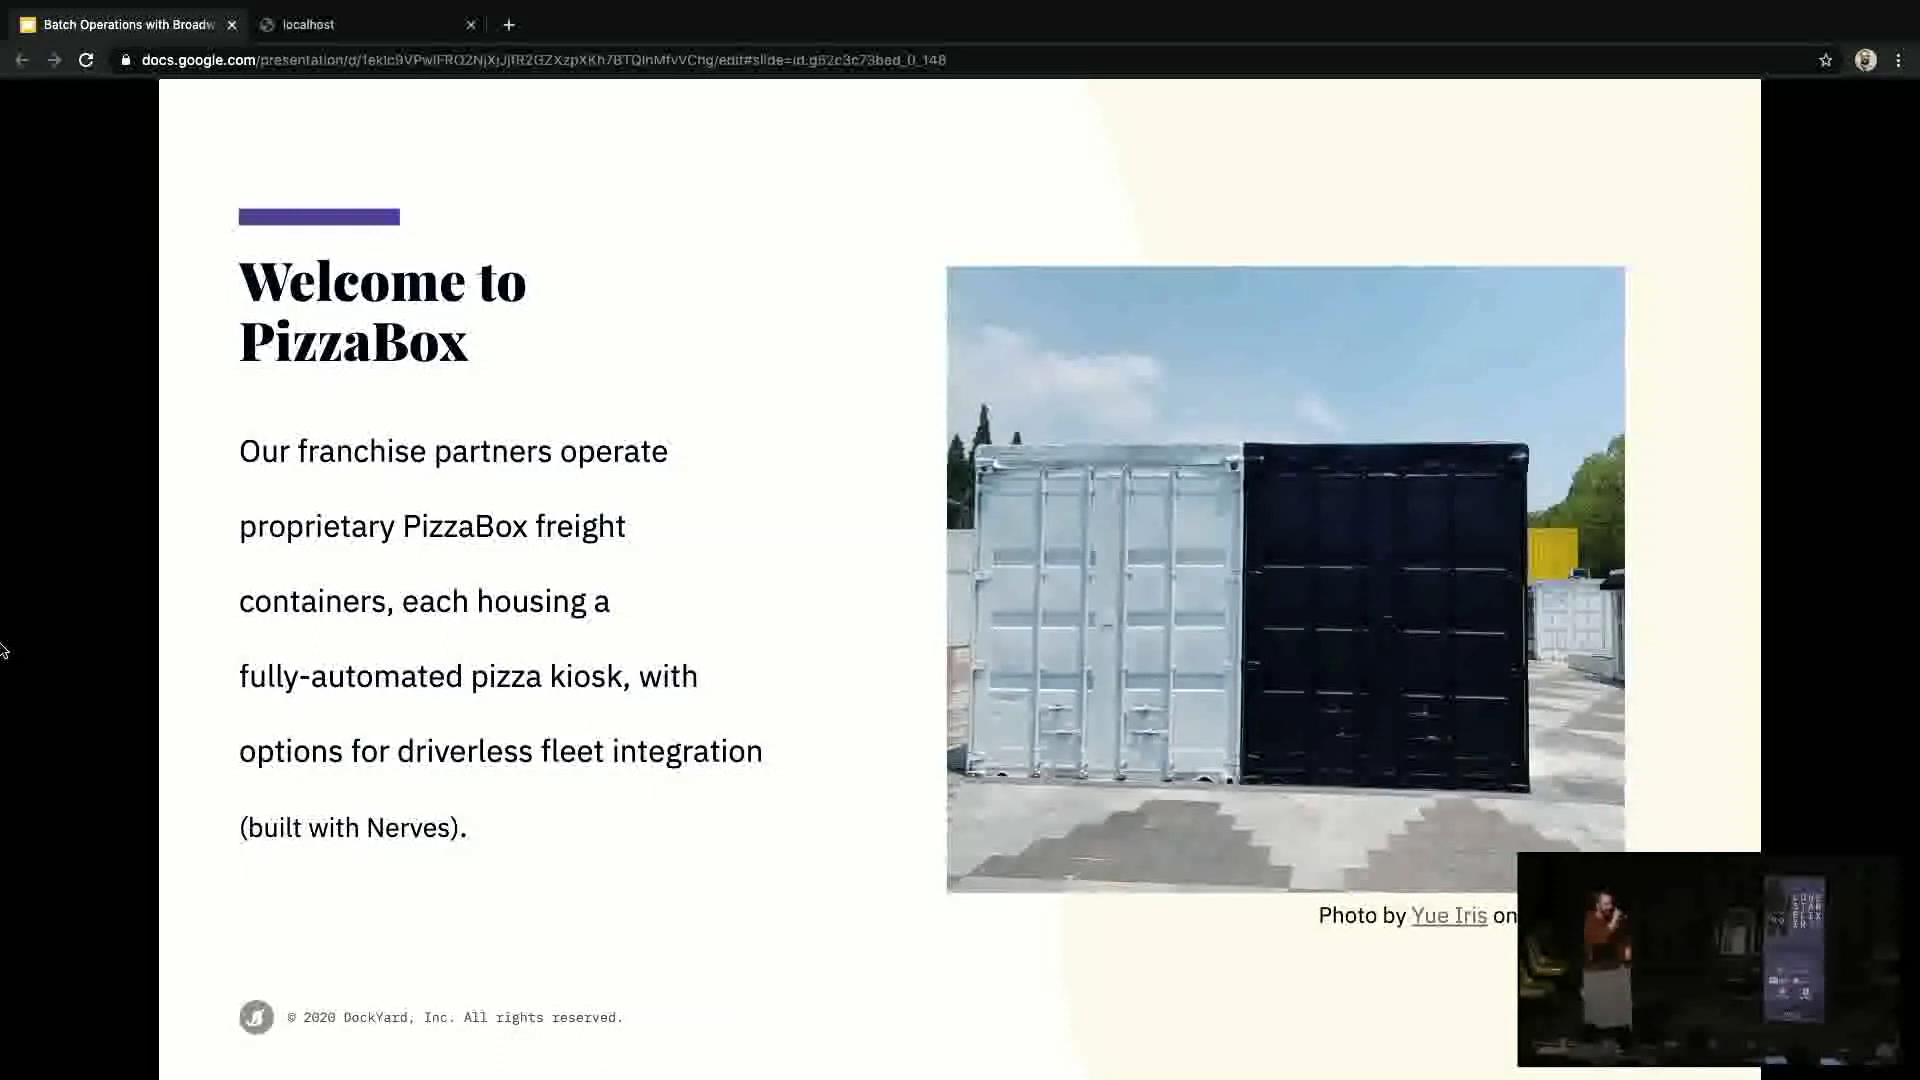 Batch Operations with Broadw
localhost
docs.google.com/presentation/d/
Welcome to
PizzaBox
Our franchise partners operate
proprietary PizzaBox freight
containers, each housing a
fully-automated pizza kiosk, with
options for driverless fleet integration
(built with Nerves).
Photo by Yue Iris on
© 2020 DockYard, Inc. All rights reserved.